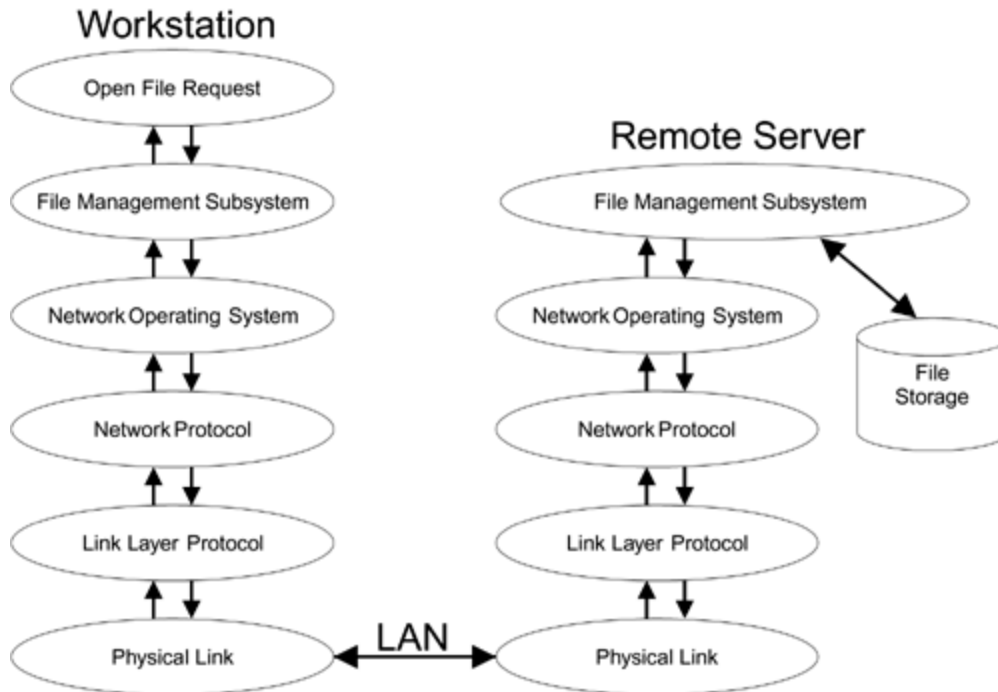 Workstation
Open File Request
File Management Subsystem
Network Operating System
Network Protocol
Link Layer Protocol
Physical Link
LAN
Remote Server
File Management Subsystem
Network Operating System
Network Protocol
Link Layer Protocol
Physical Link
File
Storage